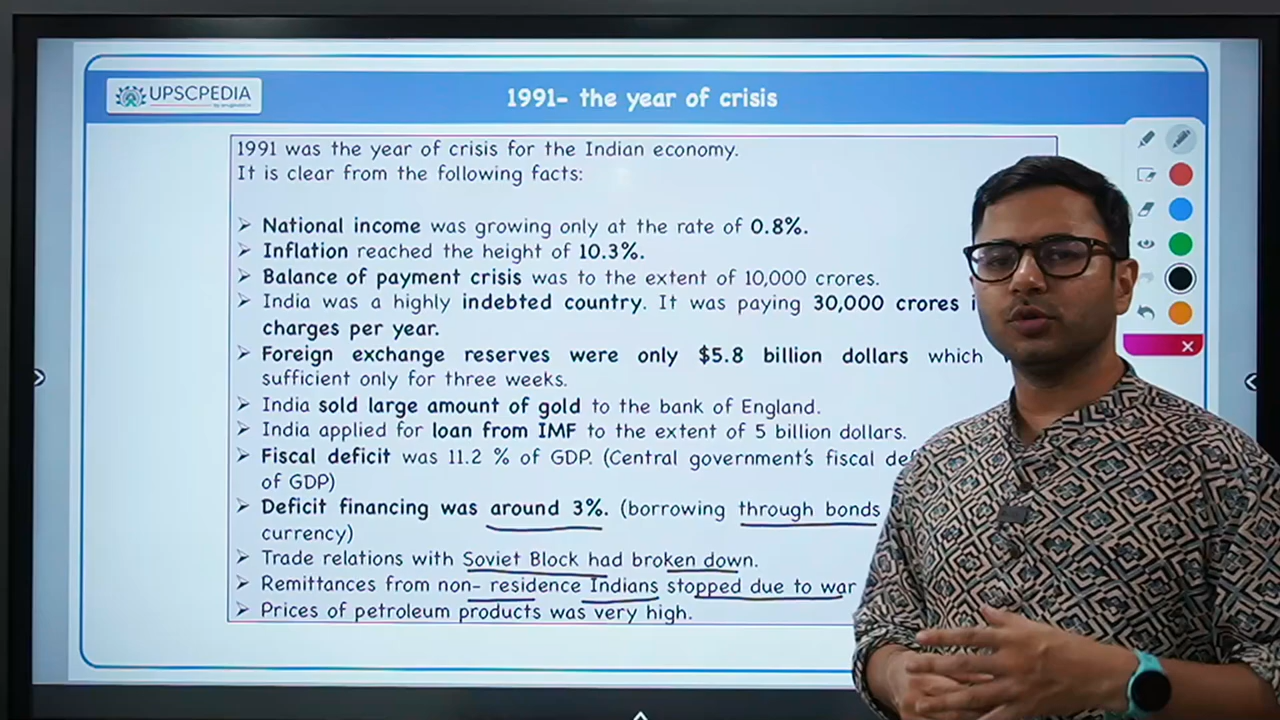 UPSCPEDIA
1991- the year of crisis
1991 was the year of crisis for the Indian economy.
It is clear from the following facts:
➤ National income was growing only at the rate of 0.8%.
➤ Inflation reached the height of 10.3%.
➤ Balance of payment crisis was to the extent of 10,000 crores.
➤ India was a highly indebted country. It was paying 30,000 crores
charges per year.
➤ Foreign exchange reserves were only $5.8 billion dollars which
sufficient only for three weeks.
➤ India sold large amount of gold to the bank of England.
➤ India applied for loan from IMF to the extent of 5 billion dollars.
➤ Fiscal deficit was 11.2 % of GDP. (Central government's fiscal
of GDP)
➤ Deficit financing was around 3%. (borrowing through bonds
currency)
➤ Trade relations with Soviet Block had broken down.
➤ Remittances from non- residence Indians stopped due to war
➤ Prices of petroleum products was very high.